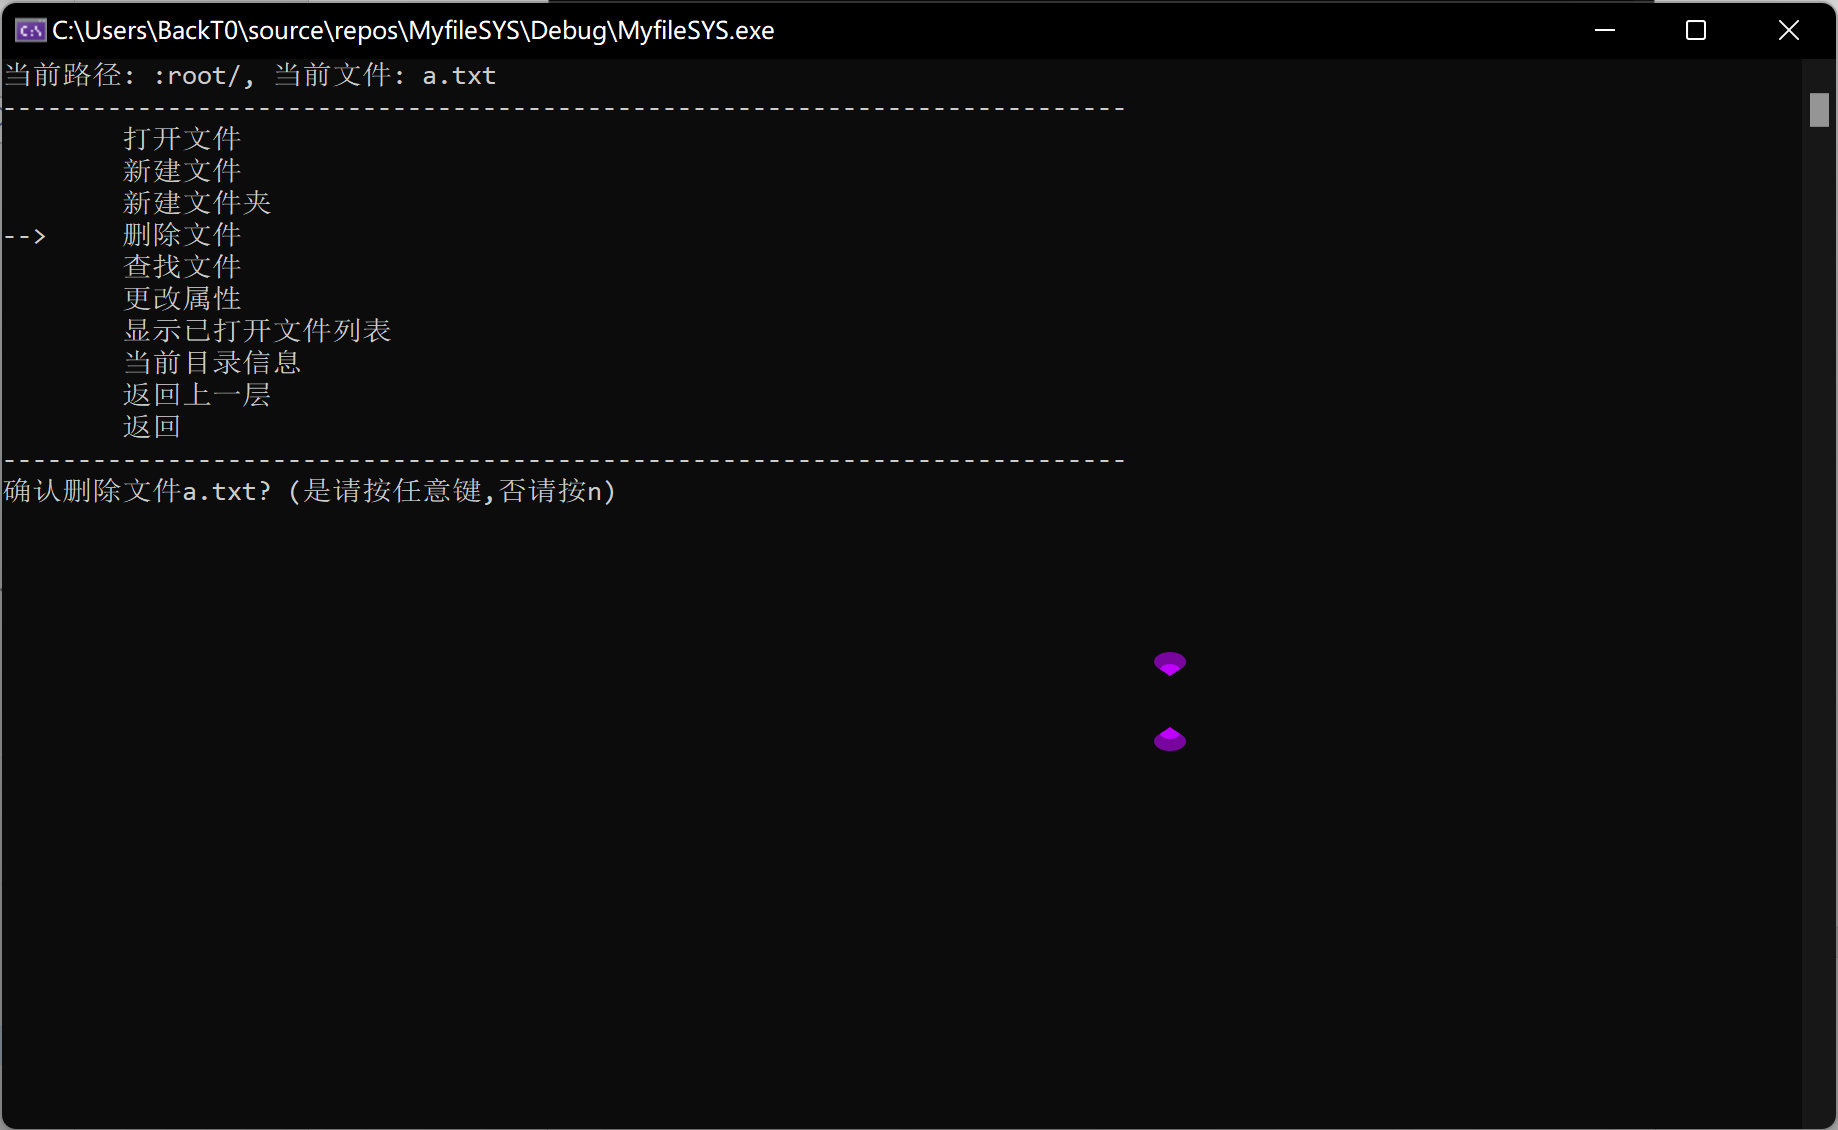 C:\Users\BackT0\source\repos\MyfileSYS\Debug\MyfileSYS.exe
当前路径: :root/, 当前文件: a.txt
---------------------------------------------------------------------------
打开文件
新建文件
新建文件夹
--> 删除文件
查找文件
更改属性
显示已打开文件列表
当前目录信息
返回上一层
返回
---------------------------------------------------------------------------
确认删除文件a.txt? (是请按任意键,否请按n)